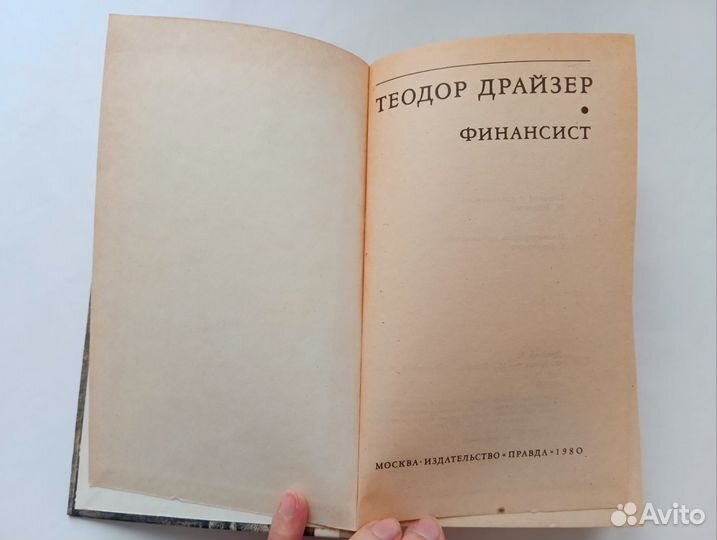 ТЕОДОР ДРАЙЗЕР
•
ФИНАНСИСТ
МОСКВА · ИЗДАТЕЛЬСТВО «ПРАВДА» 1980
Avito